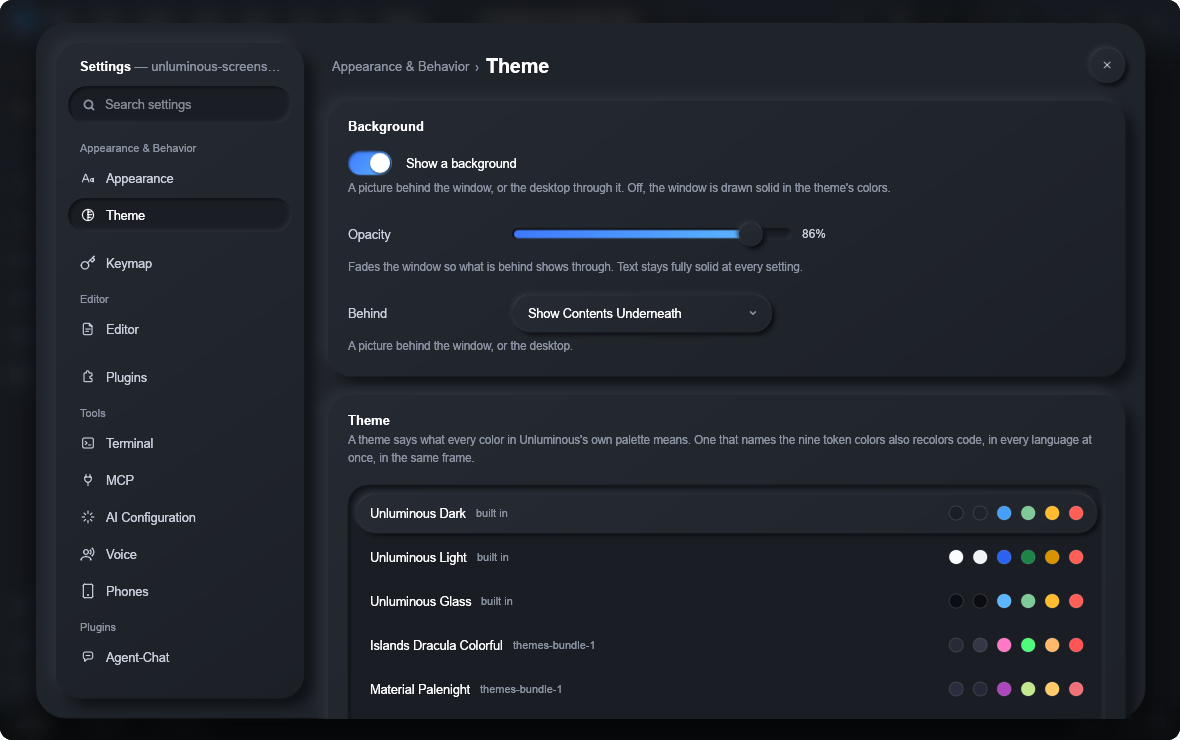 Settings — unluminous-screens...
Search settings
Appearance & Behavior
Appearance
Theme
Keymap
Editor
Editor
Plugins
Tools
Terminal
MCP
AI Configuration
Voice
Phones
Plugins
Agent-Chat
Appearance & Behavior › Theme
Background
Show a background
A picture behind the window, or the desktop through it. Off, the window is drawn solid in the theme's colors.
Opacity 86%
Fades the window so what is behind shows through. Text stays fully solid at every setting.
Behind Show Contents Underneath
A picture behind the window, or the desktop.
Theme
A theme says what every color in Unluminous's own palette means. One that names the nine token colors also recolors code, in every language at
once, in the same frame.
Unluminous Dark built in
Unluminous Light built in
Unluminous Glass built in
Islands Dracula Colorful themes-bundle-1
Material Palenight themes-bundle-1